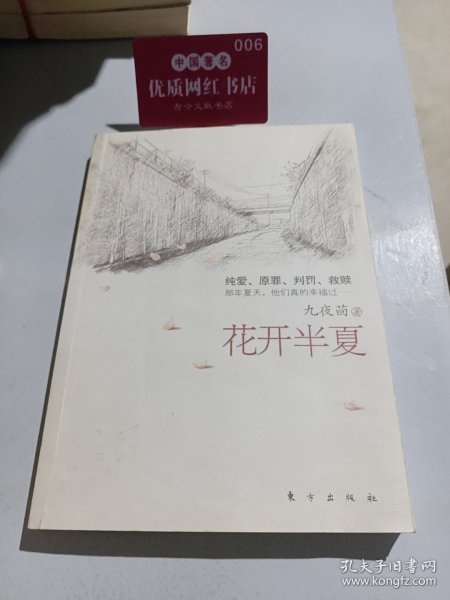 006
中国著名
优质网红书店
古今文献书店
纯爱、原罪、判罚、救赎
那年夏天，他们真的幸福过……
九夜茴 著
花开半夏
東方出版社
孔夫子旧书网
www.kongfz.com